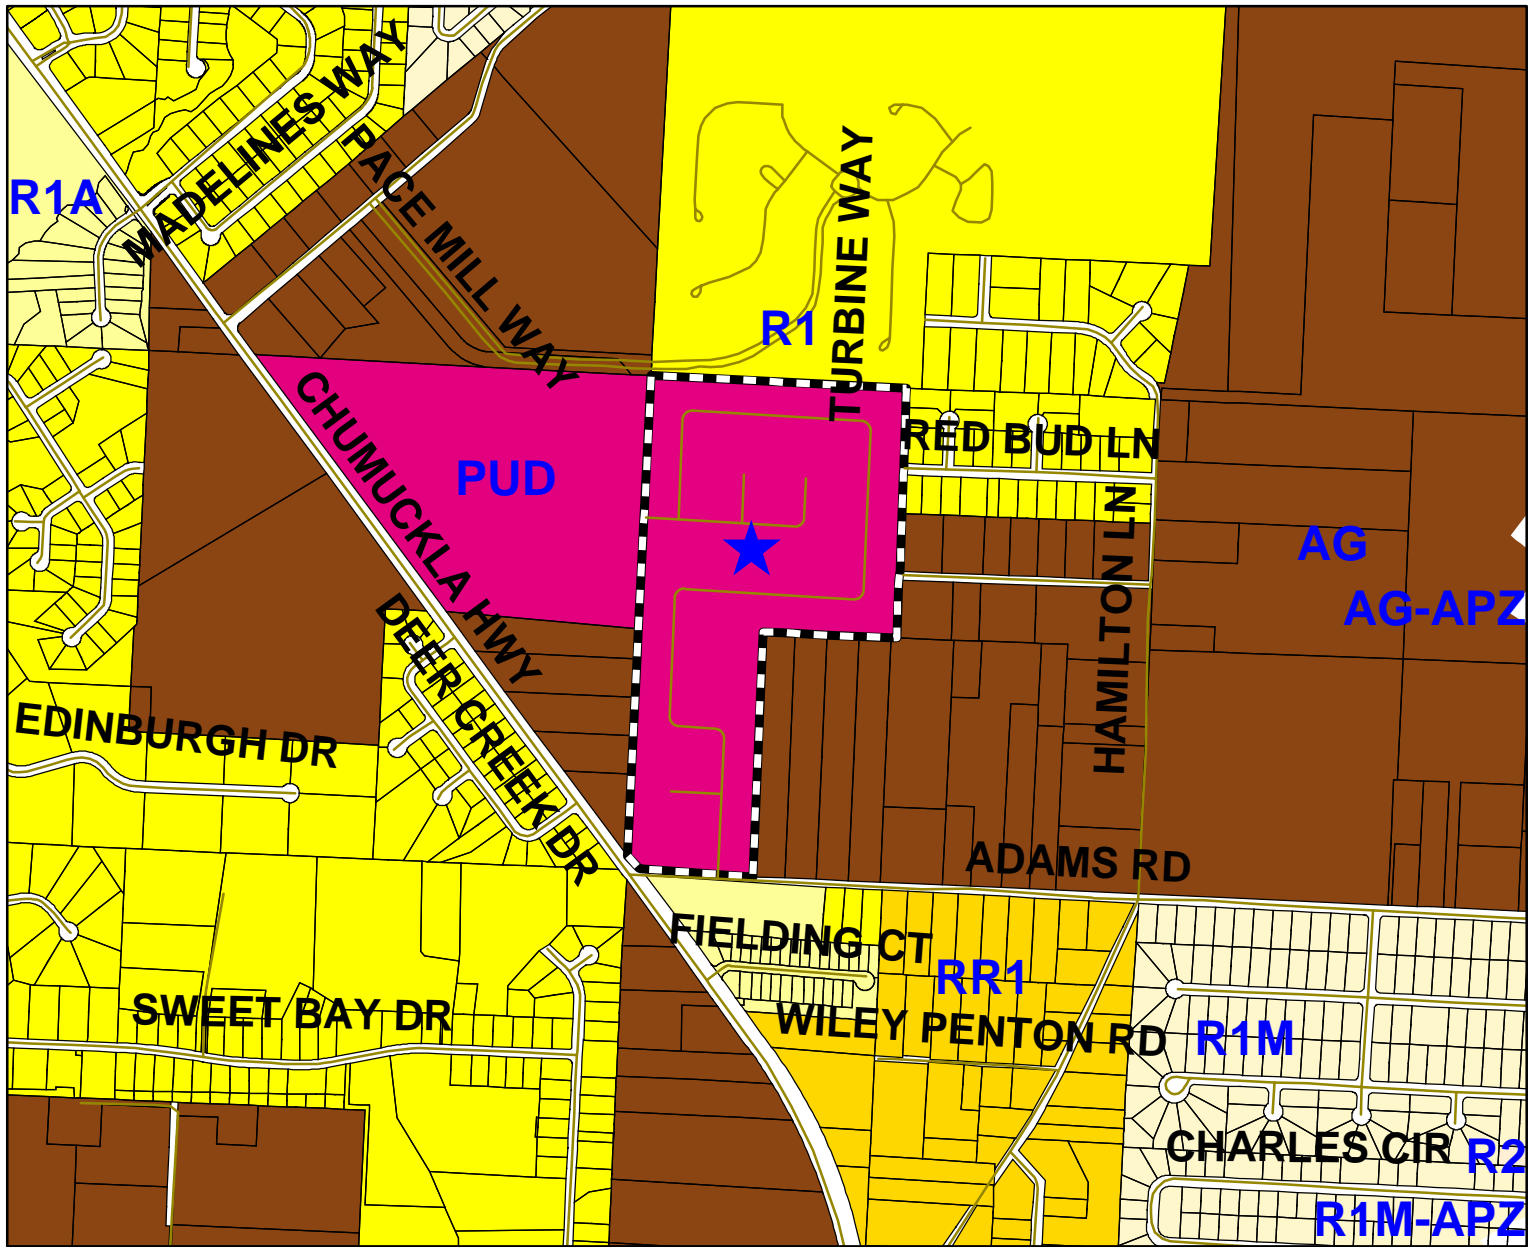 MADELINES WAY
R1A
PACE MILL WAY
TURBINE WAY
R1
CHUMUCKLA HWY
RED BUD LN
PUD
HAMILTON LN
AG
AG-APZ
DEER CREEK DR
EDINBURGH DR
ADAMS RD
FIELDING CT
RR1
SWEET BAY DR
WILEY PENTON RD
R1M
CHARLES CIR
R2
R1M-APZ